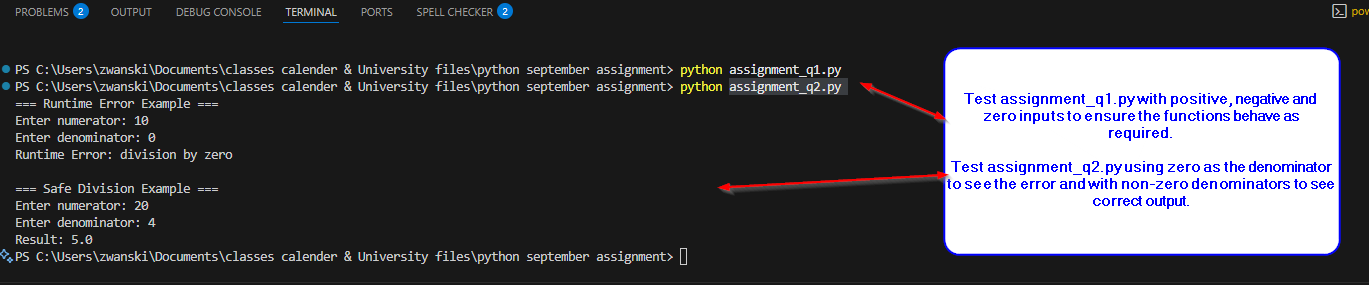 PROBLEMS 2 OUTPUT DEBUG CONSOLE TERMINAL PORTS SPELL CHECKER 2 pow
PS C:\Users\zwanski\Documents\classes calender & University files\python september assignment> python assignment_q1.py
PS C:\Users\zwanski\Documents\classes calender & University files\python september assignment> python assignment_q2.py
=== Runtime Error Example ===
Enter numerator: 10
Enter denominator: 0
Runtime Error: division by zero
=== Safe Division Example ===
Enter numerator: 20
Enter denominator: 4
Result: 5.0
PS C:\Users\zwanski\Documents\classes calender & University files\python september assignment>
Test assignment_q1.py with positive, negative and
zero inputs to ensure the functions behave as
required.
Test assignment_q2.py using zero as the denominator
to see the error and with non-zero denominators to see
correct output.